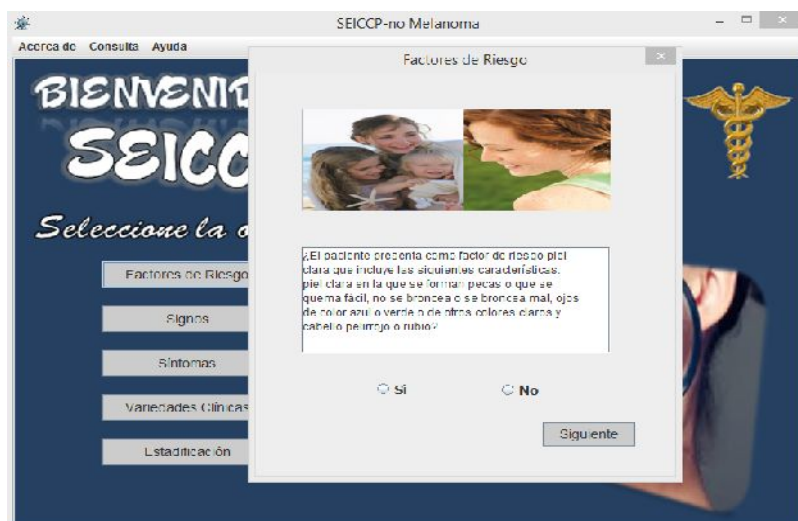 SEICCP-no Melanoma
Acerca de Consulta Ayuda
Factores de Riesgo
BIENVENID
SEICC
Seleccione la o
¿El paciente presenta como factor de riesgo piel
clara que incluye las siguientes características:
piel clara en la que se forman pecas o que se
quema fácil, no se broncea o se broncea mal, ojos
de color azul o verde o de otros colores claros y
cabello pelirrojo o rubio?
Si
No
Siguiente
Factores de Riesgo
Signos
Síntomas
Variedades Clínicas
Estadificación